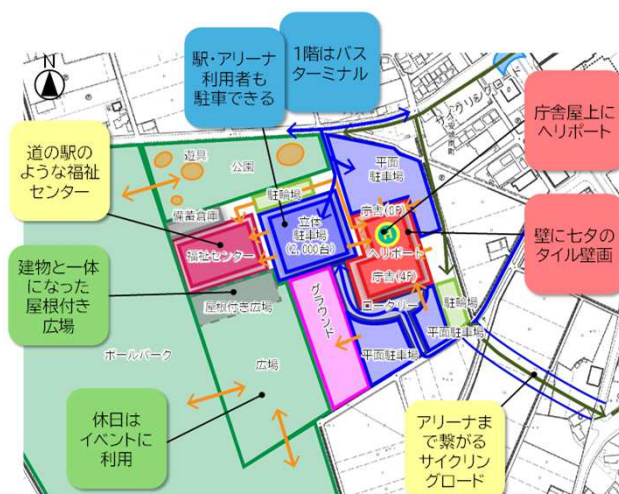 駅・アリーナ
利用者も
駐車できる
1階はバス
ターミナル
庁舎屋上に
ヘリポート
道の駅の
ような福祉
センター
壁に七夕の
タイル壁画
建物と一体
になった
屋根付き
広場
休日は
イベントに
利用
アリーナま
で繋がる
サイクリン
グロード
N
遊具
公園
サイクリングロード
平面
駐車場
駐輪場
備蓄倉庫
立体
駐車場
(2,000台)
福祉センター
ヘリポート
庁舎(4F)
屋根付き広場
グラウンド
ロータリー
駐輪場
平面駐車場
平面駐車場
ボールパーク
広場